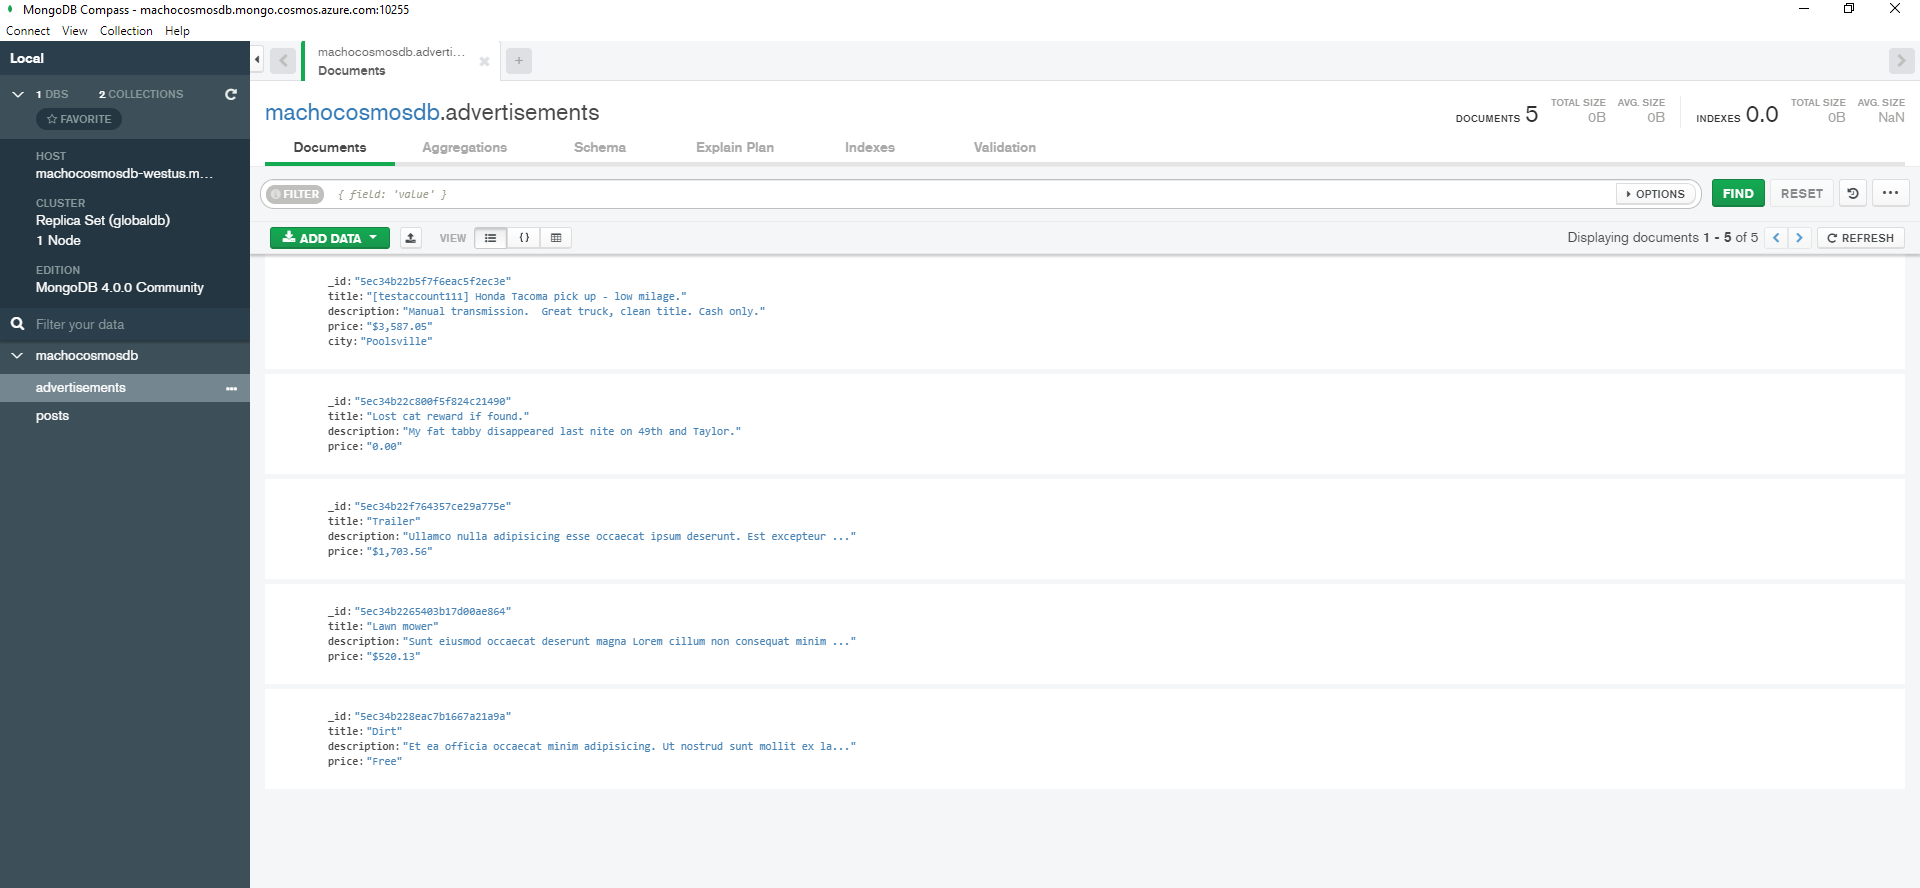 MongoDB Compass - machocosmosdb.mongo.cosmos.azure.com:10255
Connect View Collection Help
Local
1 DBS 2 COLLECTIONS
FAVORITE
HOST
machocosmosdb-westus.m...
CLUSTER
Replica Set (globaldb)
1 Node
EDITION
MongoDB 4.0.0 Community
Filter your data
machocosmosdb
advertisements
posts
machocosmosdb.adverti...
Documents
machocosmosdb.advertisements
DOCUMENTS 5 TOTAL SIZE 0B AVG. SIZE 0B INDEXES 0.0 TOTAL SIZE 0B AVG. SIZE NaN
Documents Aggregations Schema Explain Plan Indexes Validation
FILTER { field: 'value' } OPTIONS FIND RESET
ADD DATA VIEW {} Displaying documents 1 - 5 of 5 REFRESH
_id: "5ec34b22b5f7f6eac5f2ec3e"
title: "[testaccount111] Honda Tacoma pick up - low milage."
description: "Manual transmission.  Great truck, clean title. Cash only."
price: "$3,587.05"
city: "Poolsville"
_id: "5ec34b22c800f5f824c21490"
title: "Lost cat reward if found."
description: "My fat tabby disappeared last nite on 49th and Taylor."
price: "0.00"
_id: "5ec34b22f764357ce29a775e"
title: "Trailer"
description: "Ullamco nulla adipisicing esse occaecat ipsum deserunt. Est excepteur ..."
price: "$1,703.56"
_id: "5ec34b2265403b17d00ae864"
title: "Lawn mower"
description: "Sunt eiusmod occaecat deserunt magna Lorem cillum non consequat minim ..."
price: "$520.13"
_id: "5ec34b228eac7b1667a21a9a"
title: "Dirt"
description: "Et ea officia occaecat minim adipisicing. Ut nostrud sunt mollit ex la..."
price: "Free"